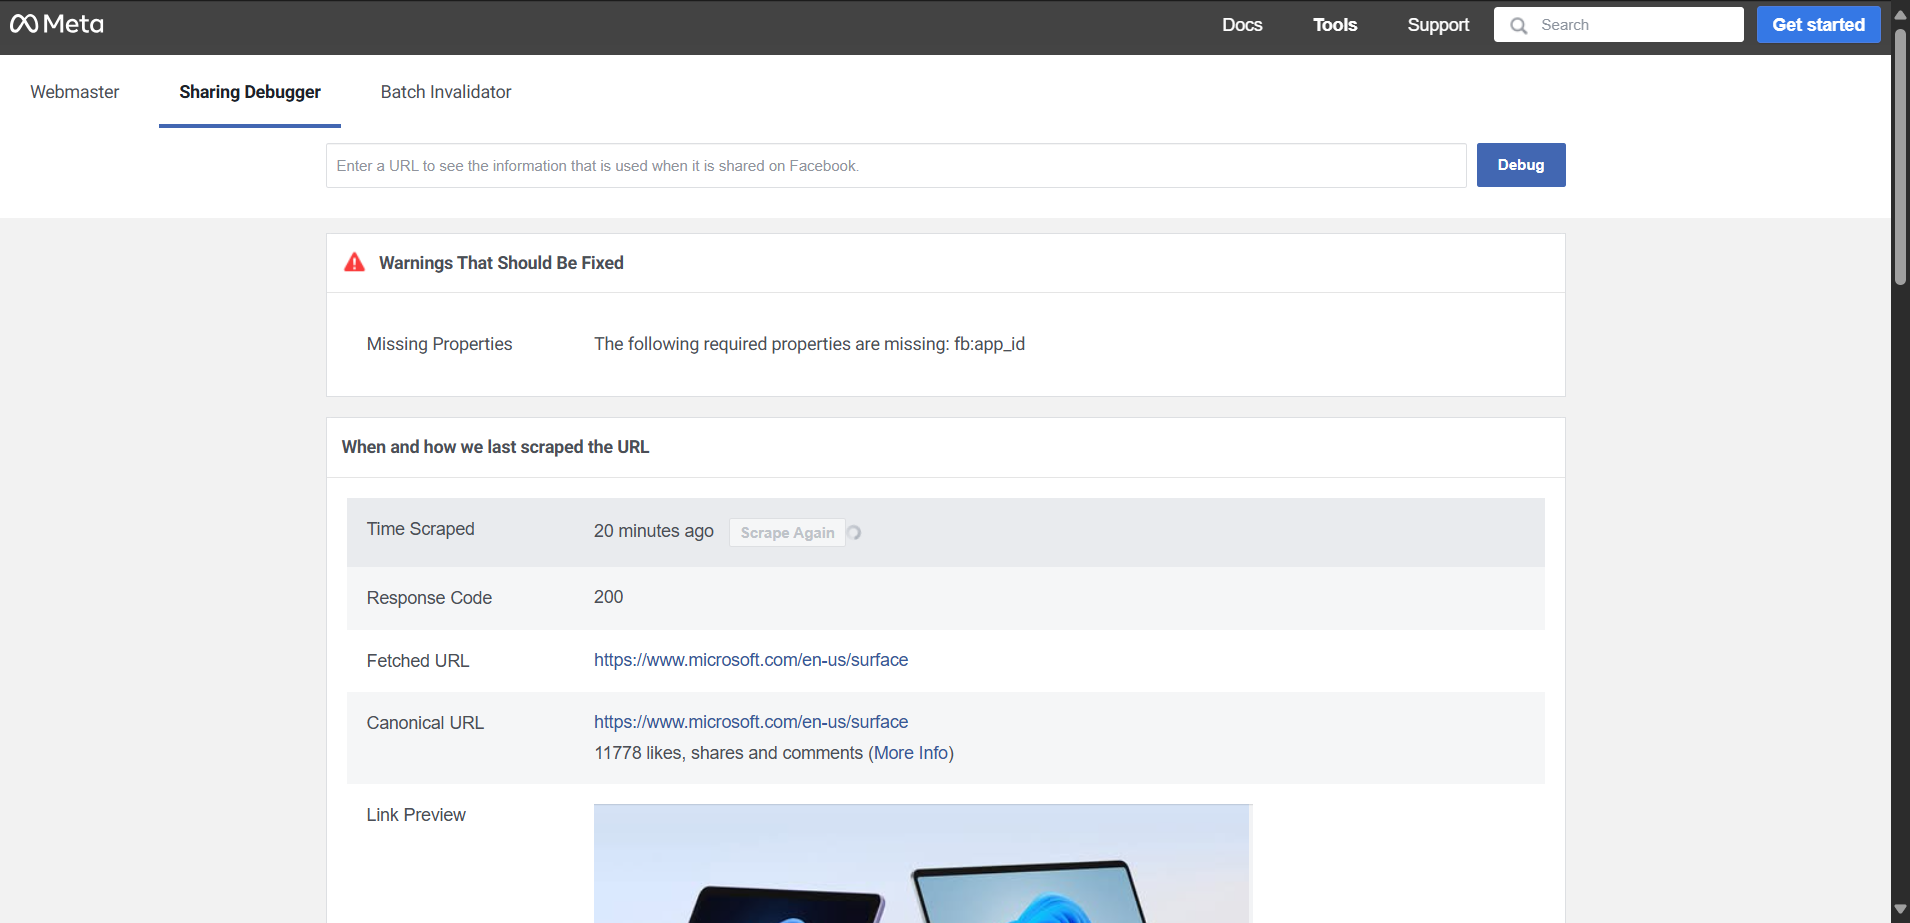 Meta
Docs
Tools
Support
Search
Get started
Webmaster
Sharing Debugger
Batch Invalidator
Enter a URL to see the information that is used when it is shared on Facebook.
Debug
Warnings That Should Be Fixed
Missing Properties
The following required properties are missing: fb:app_id
When and how we last scraped the URL
Time Scraped
20 minutes ago
Scrape Again
Response Code
200
Fetched URL
https://www.microsoft.com/en-us/surface
Canonical URL
https://www.microsoft.com/en-us/surface
11778 likes, shares and comments (More Info)
Link Preview